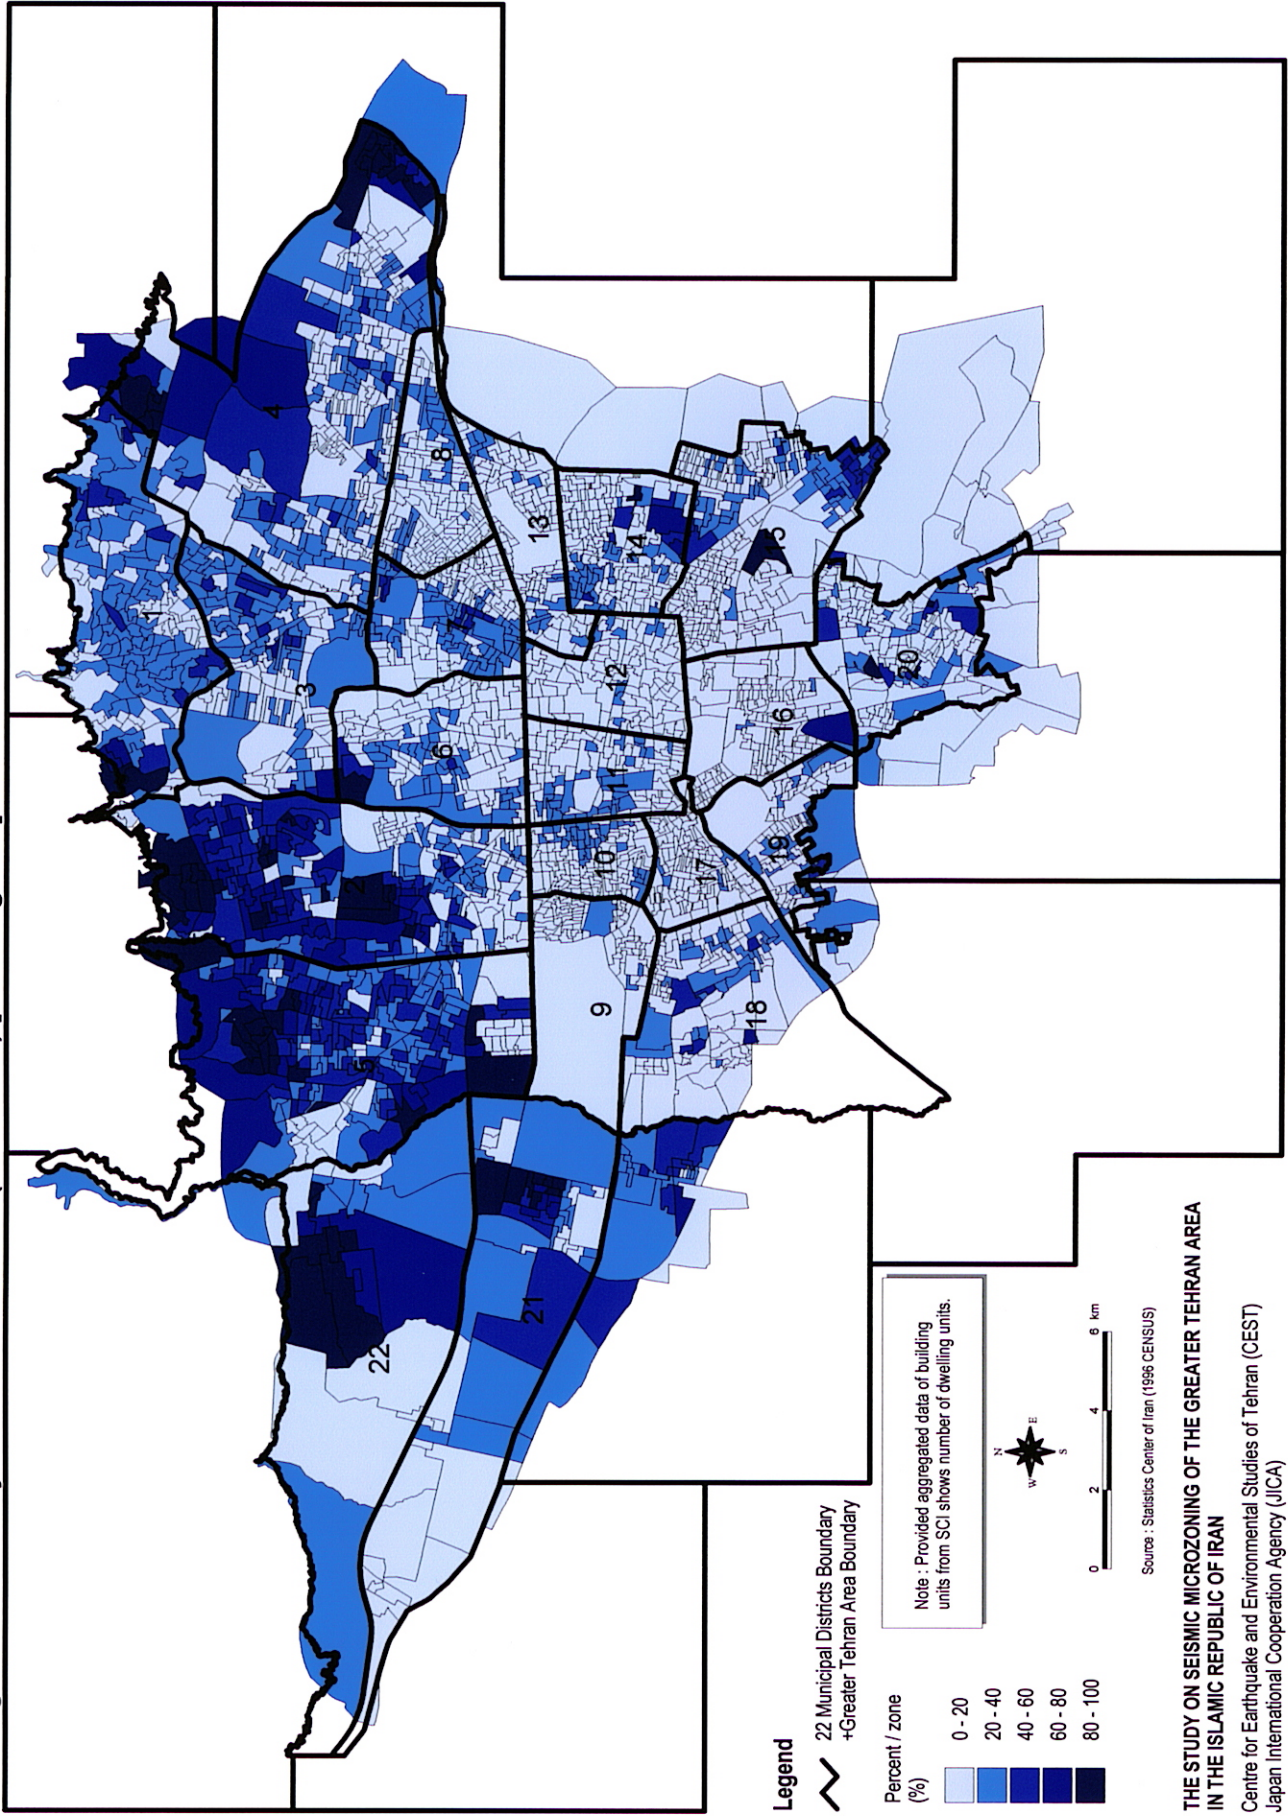 1
2
3
4
5
6
7
8
9
10
11
12
13
14
15
16
17
18
19
20
21
22
Legend
22 Municipal Districts Boundary
+Greater Tehran Area Boundary
Percent / zone
(%)
0 - 20
20 - 40
40 - 60
60 - 80
80 - 100
Note : Provided aggregated data of building
units from SCI shows number of dwelling units.
N
W
E
S
0 2 4 6 km
Source : Statistics Center of Iran (1996 CENSUS)
THE STUDY ON SEISMIC MICROZONING OF THE GREATER TEHRAN AREA
IN THE ISLAMIC REPUBLIC OF IRAN
Centre for Earthquake and Environmental Studies of Tehran (CEST)
Japan International Cooperation Agency (JICA)